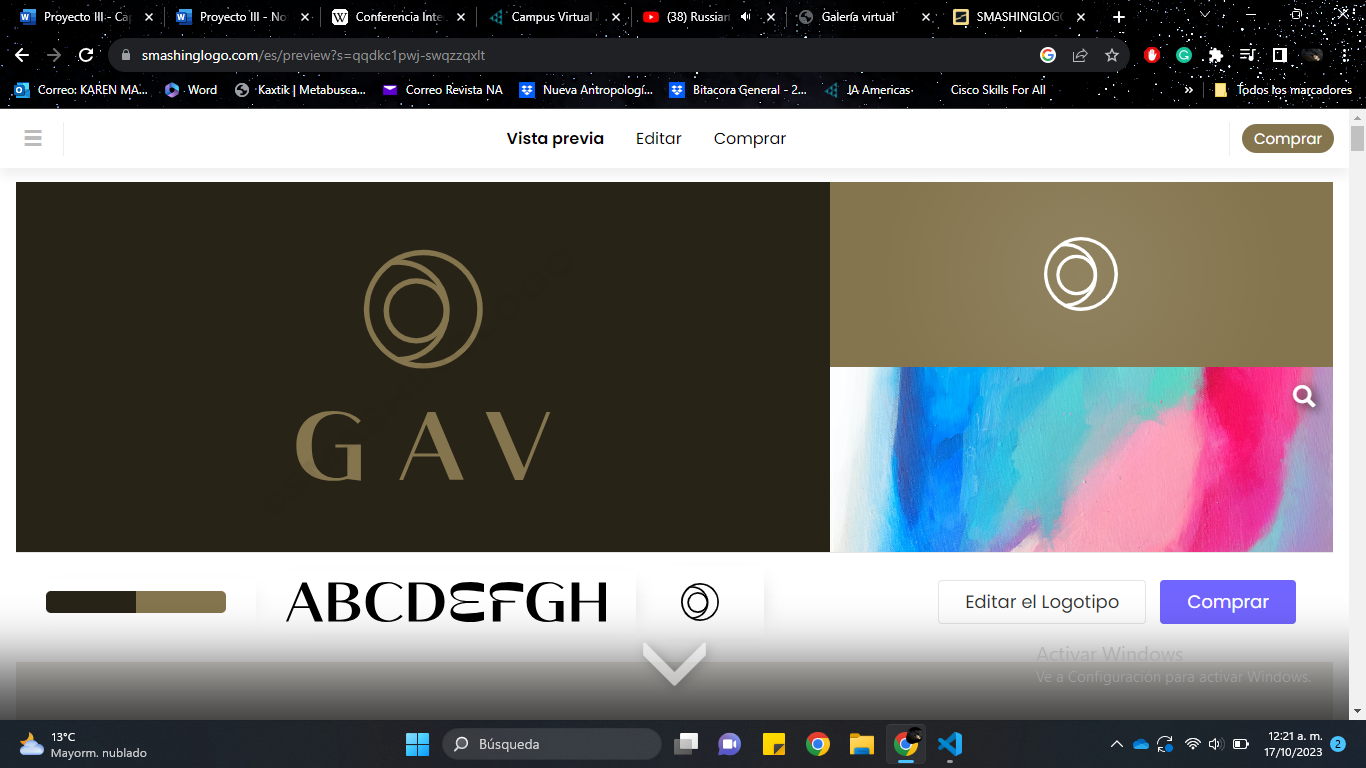 Proyecto III - Cap
Proyecto III - No
Conferencia Inte
Campus Virtual
(38) Russian
Galería virtual
SMASHINGLOGO
smashinglogo.com/es/preview?s=qqdkc1pwj-swqzzqxlt
Correo: KAREN MA...
Word
Kaxtik | Metabusca...
Correo Revista NA
Nueva Antropologí...
Bitacora General - 2...
JA Americas
Cisco Skills For All
»
Todos los marcadores
Vista previa
Editar
Comprar
Comprar
GAV
ABCDEFGH
Editar el Logotipo
Comprar
Activar Windows
Ve a Configuracion para activar Windows.
13°C
Mayorm. nublado
Búsqueda
12:21 a. m.
17/10/2023
2